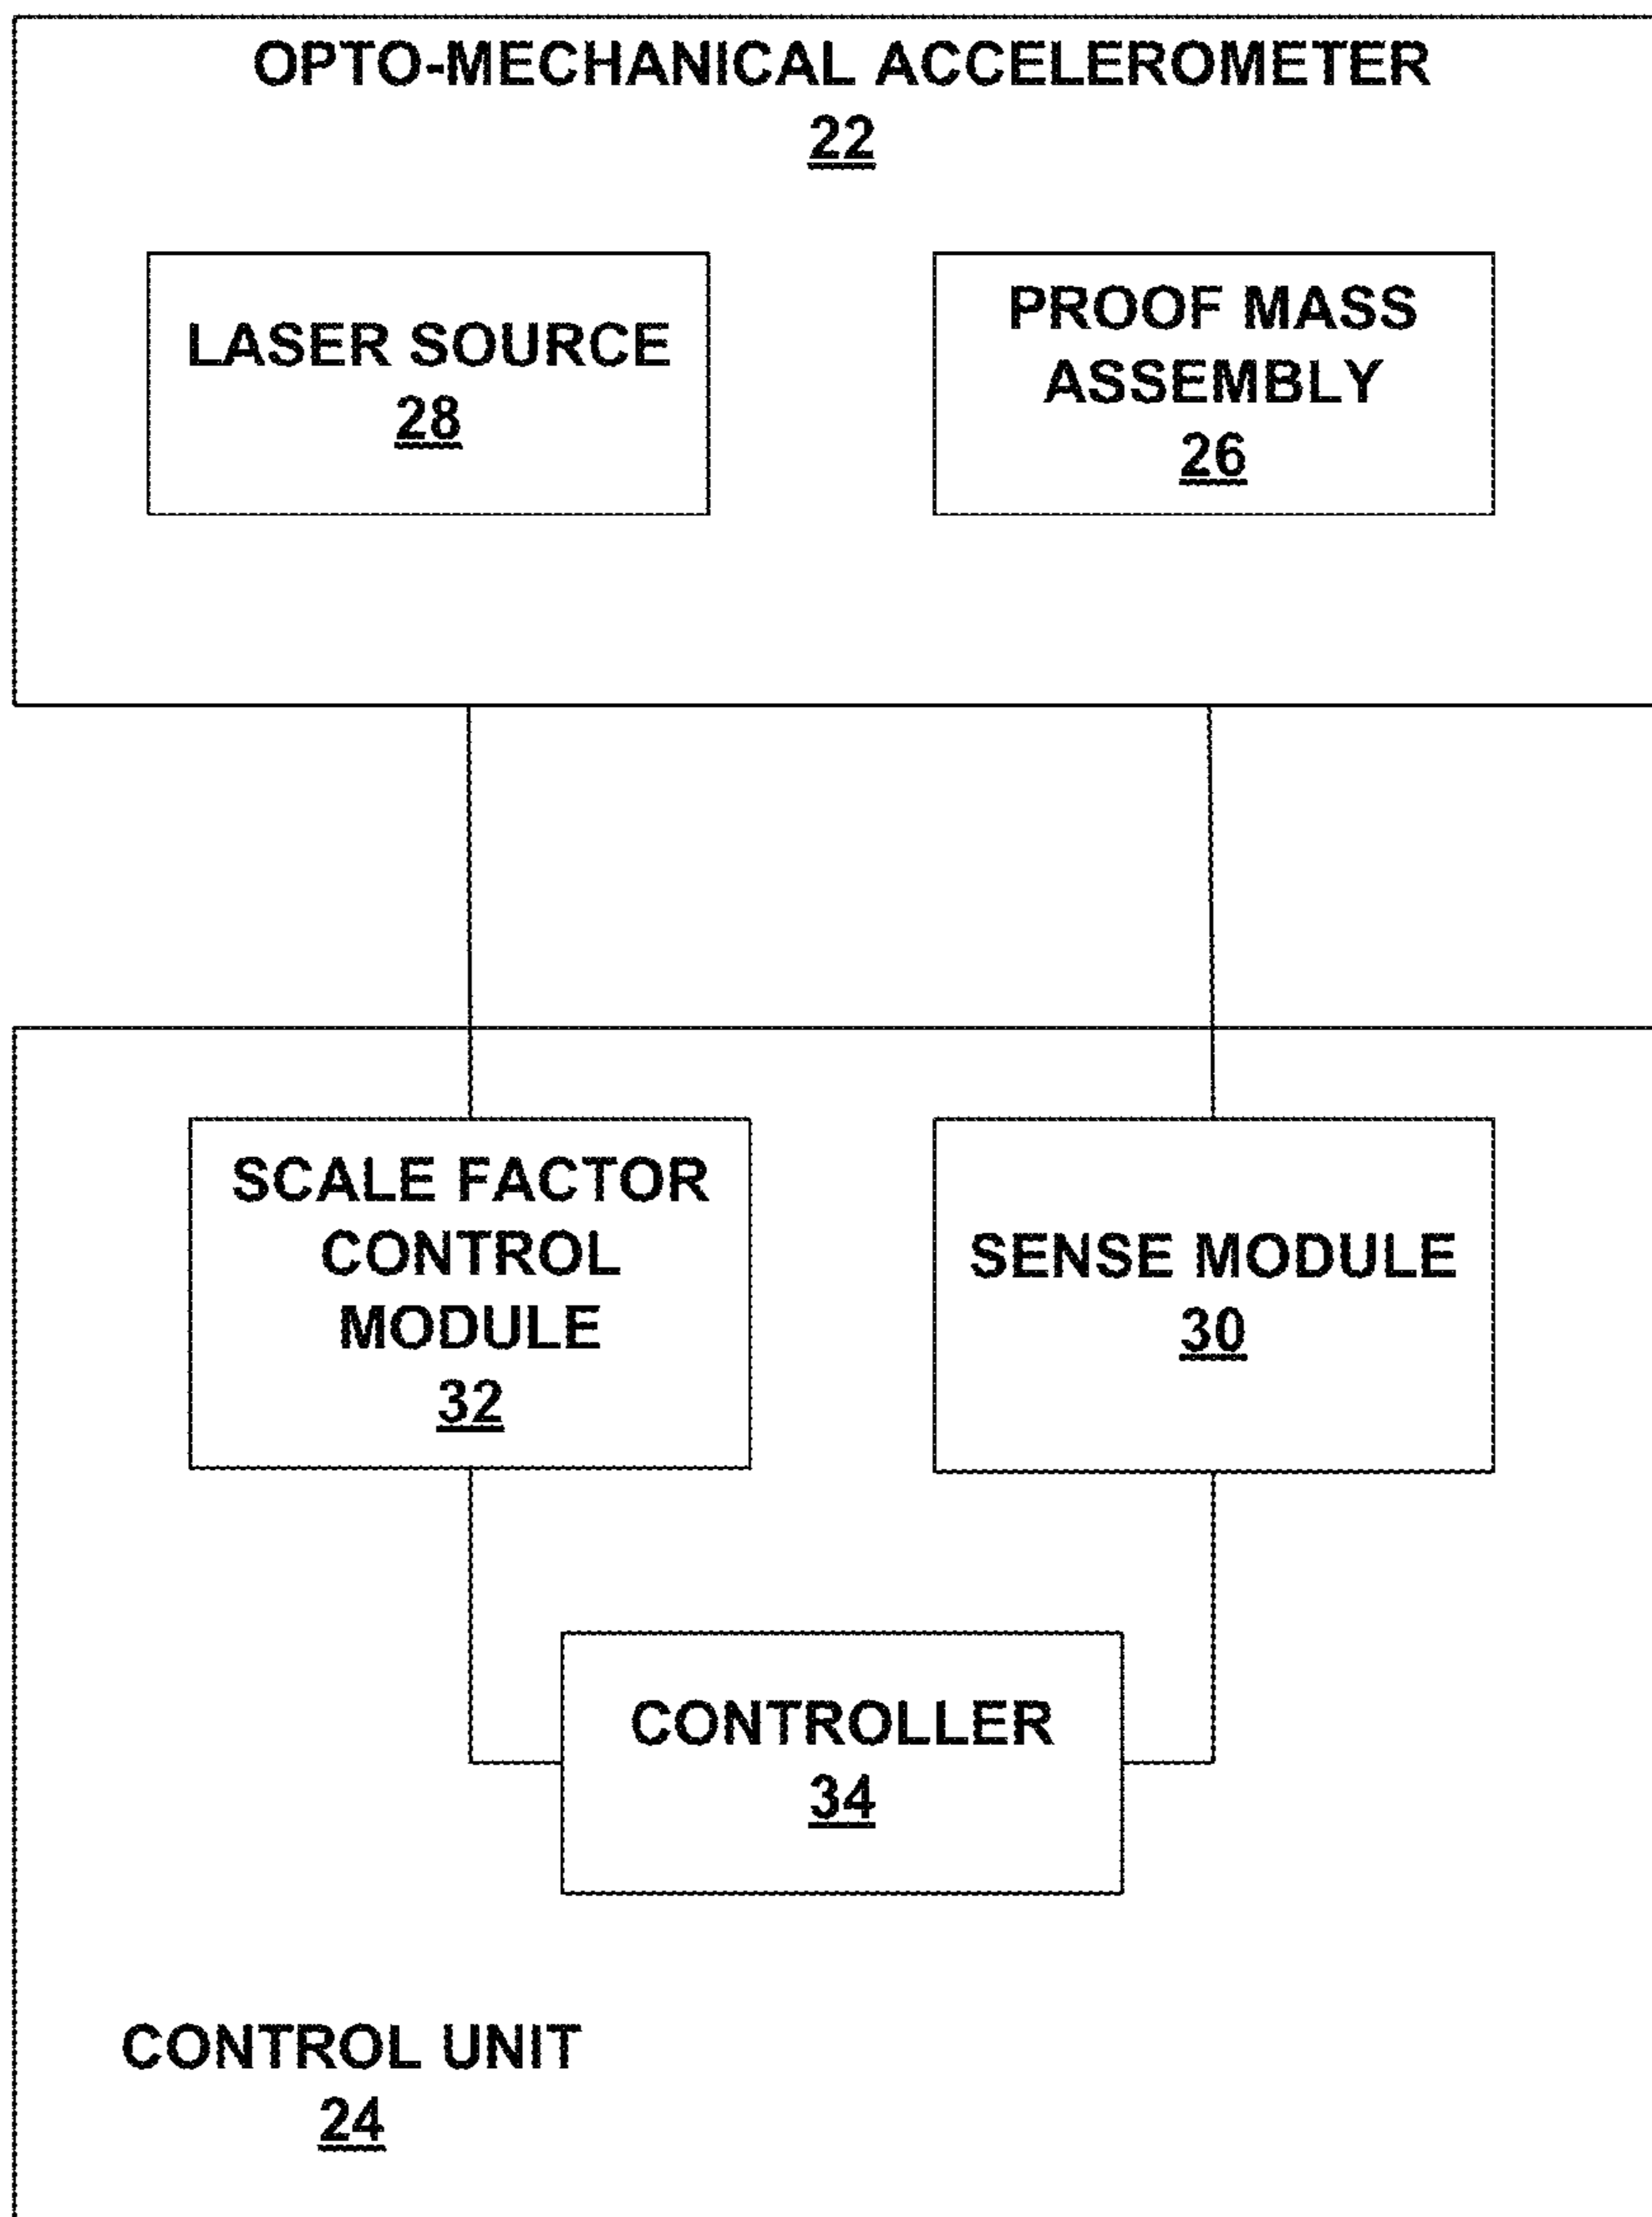 OPTO-MECHANICAL ACCELEROMETER
22
LASER SOURCE
28
PROOF MASS
ASSEMBLY
26
SCALE FACTOR
CONTROL
MODULE
32
SENSE MODULE
30
CONTROLLER
34
CONTROL UNIT
24